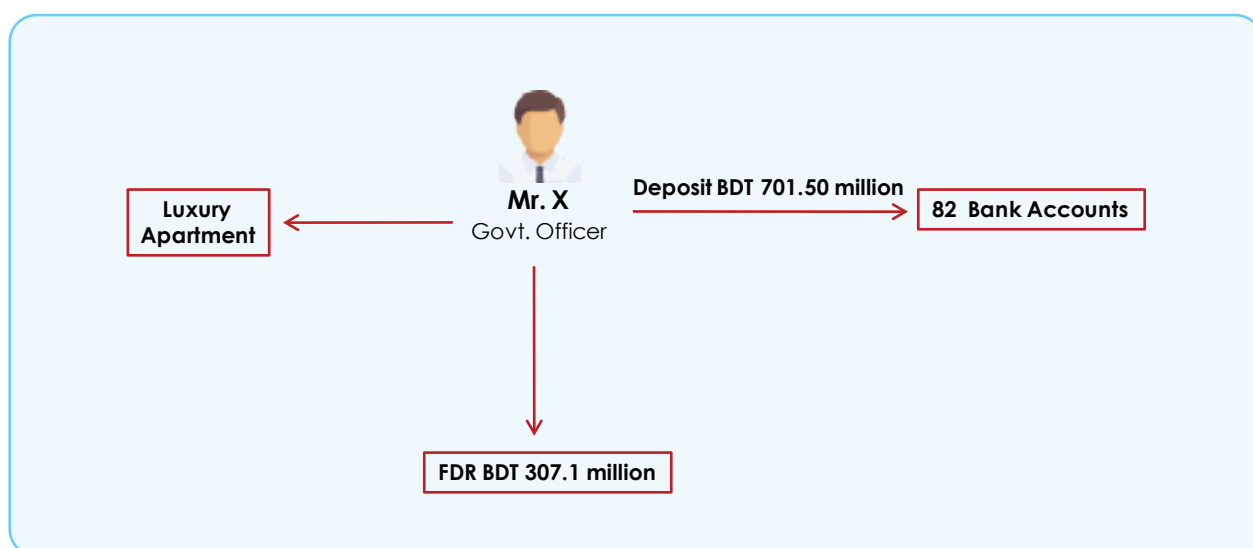 Mr. X
Govt. Officer
Luxury
Apartment
Deposit BDT 701.50 million
82 Bank Accounts
FDR BDT 307.1 million